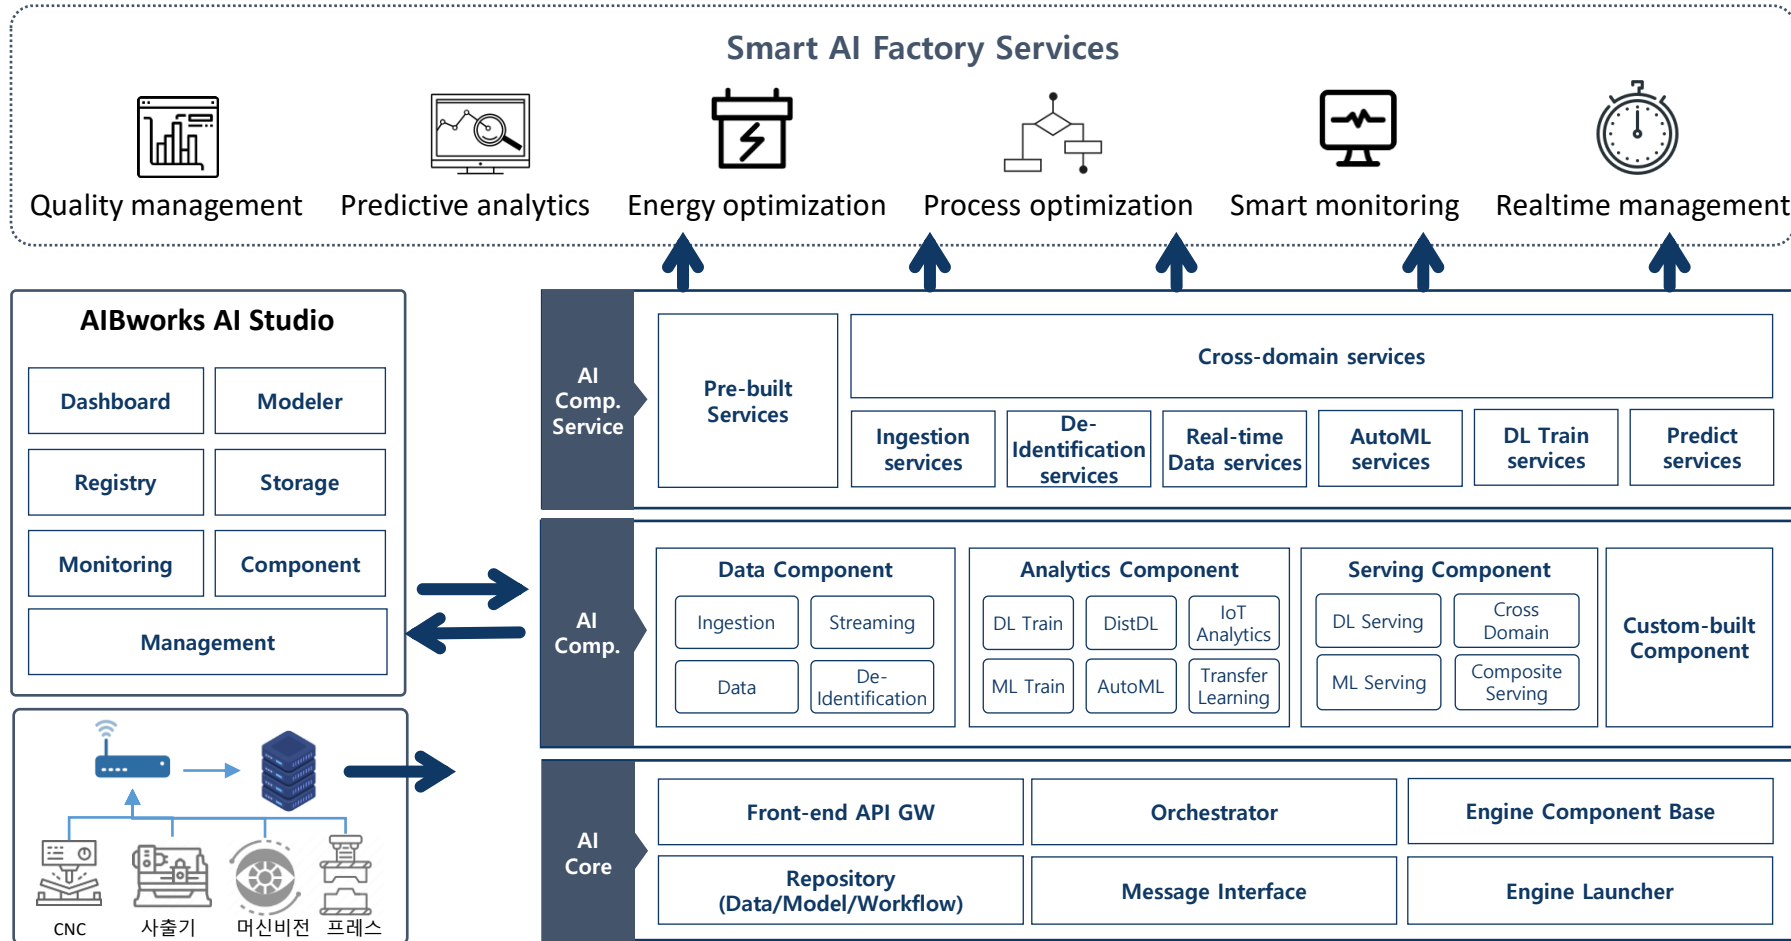 Smart AI Factory Services
Quality management
Predictive analytics
Energy optimization
Process optimization
Smart monitoring
Realtime management
AIBworks AI Studio
Dashboard
Modeler
Registry
Storage
Monitoring
Component
Management
CNC
사출기
머신비전
프레스
AI
Comp.
Service
Pre-built
Services
Cross-domain services
Ingestion
services
De-
Identification
services
Real-time
Data services
AutoML
services
DL Train
services
Predict
services
AI
Comp.
Data Component
Ingestion
Streaming
Data
De-
Identification
Analytics Component
DL Train
DistDL
IoT
Analytics
ML Train
AutoML
Transfer
Learning
Serving Component
DL Serving
Cross
Domain
ML Serving
Composite
Serving
Custom-built
Component
AI
Core
Front-end API GW
Orchestrator
Engine Component Base
Repository
(Data/Model/Workflow)
Message Interface
Engine Launcher